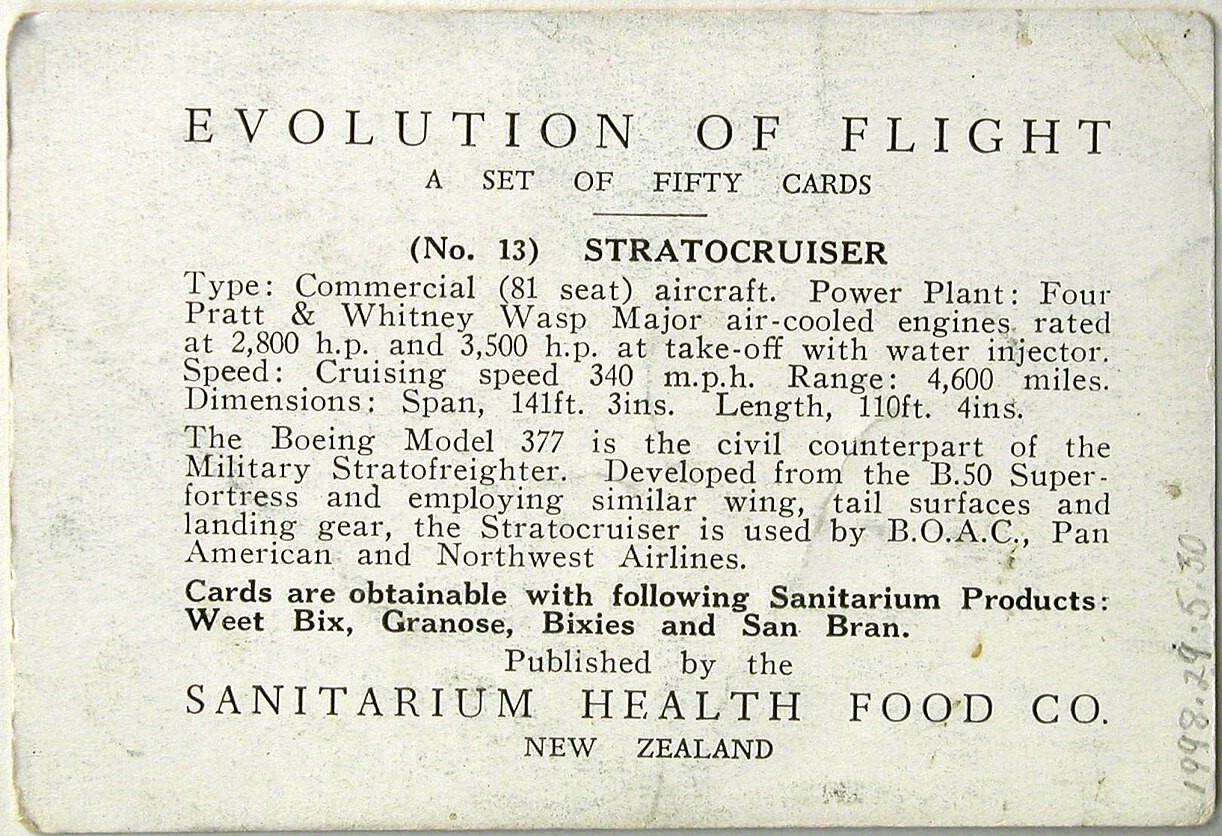 EVOLUTION OF FLIGHT
A SET OF FIFTY CARDS
(No. 13) STRATOCRUISER
Type: Commercial (81 seat) aircraft. Power Plant: Four
Pratt & Whitney Wasp Major air-cooled engines rated
at 2,800 h.p. and 3,500 h.p. at take-off with water injector.
Speed: Cruising speed 340 m.p.h. Range: 4,600 miles.
Dimensions: Span, 141ft. 3ins. Length, 110ft. 4ins.
The Boeing Model 377 is the civil counterpart of the
Military Stratofreighter. Developed from the B.50 Super-
fortress and employing similar wing, tail surfaces and
landing gear, the Stratocruiser is used by B.O.A.C., Pan
American and Northwest Airlines.
Cards are obtainable with following Sanitarium Products:
Weet Bix, Granose, Bixies and San Bran.
Published by the
SANITARIUM HEALTH FOOD CO.
NEW ZEALAND
1998.29.5.30